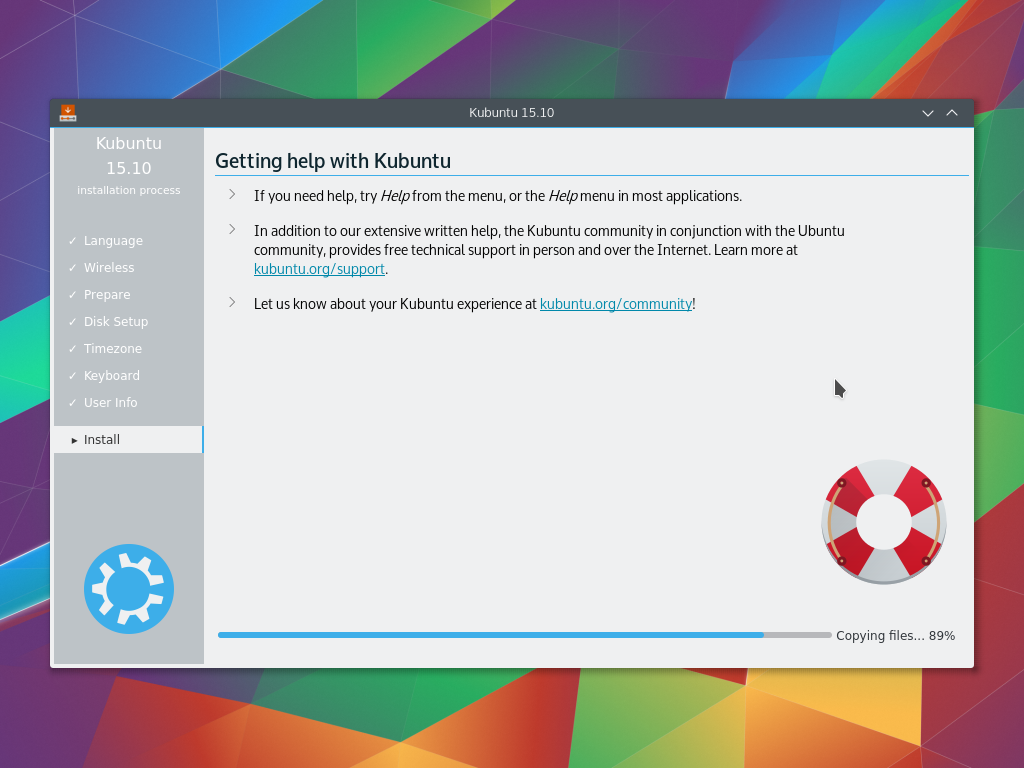 Kubuntu 15.10
Kubuntu
15.10
installation process
✓ Language
✓ Wireless
✓ Prepare
✓ Disk Setup
✓ Timezone
✓ Keyboard
✓ User Info
▸ Install
Getting help with Kubuntu
If you need help, try Help from the menu, or the Help menu in most applications.
In addition to our extensive written help, the Kubuntu community in conjunction with the Ubuntu
community, provides free technical support in person and over the Internet. Learn more at
kubuntu.org/support.
Let us know about your Kubuntu experience at kubuntu.org/community!
Copying files... 89%